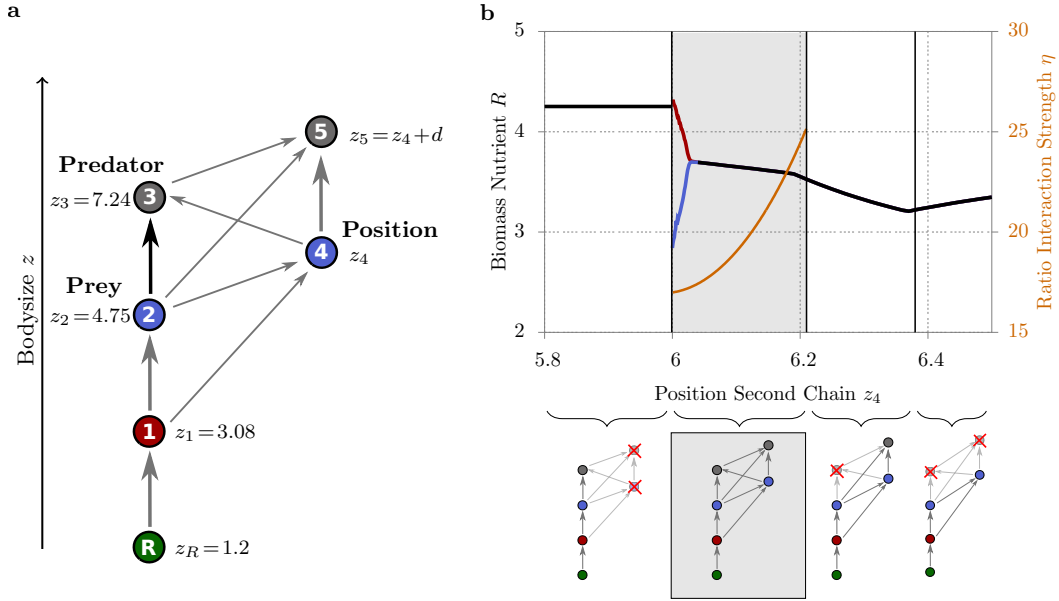 a
Bodysize z
5
z₅ = z₄ + d
Predator
3
z₃ = 7.24
Position
4
z₄
Prey
2
z₂ = 4.75
1
z₁ = 3.08
R
z_R = 1.2
b
5
4
3
2
Biomass Nutrient R
30
25
20
15
Ratio Interaction Strength η
5.8
6
6.2
6.4
Position Second Chain z₄